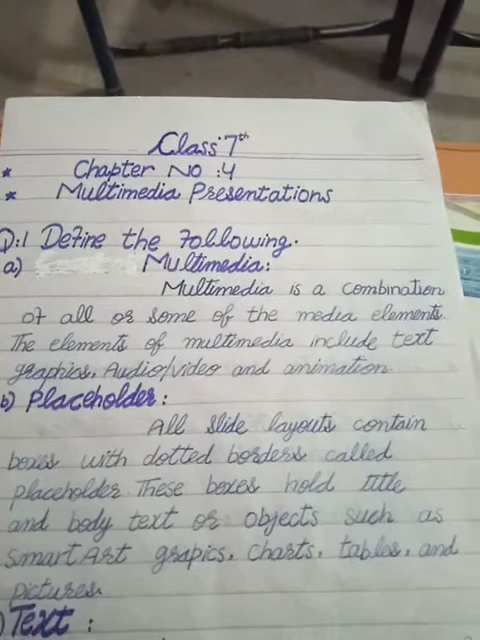 Class 7th
* Chapter No :4
* Multimedia Presentations
Q:1 Define the following.
a) Multimedia:
Multimedia is a combination
of all or some of the media elements.
The elements of multimedia include text
graphics, Audio/video and animation
b) Placeholder:
All slide layouts contain
boxes with dotted borders called
placeholder. These boxes hold title
and body text or objects such as
SmartArt grapics, charts, tables, and
pictures.
) Text: